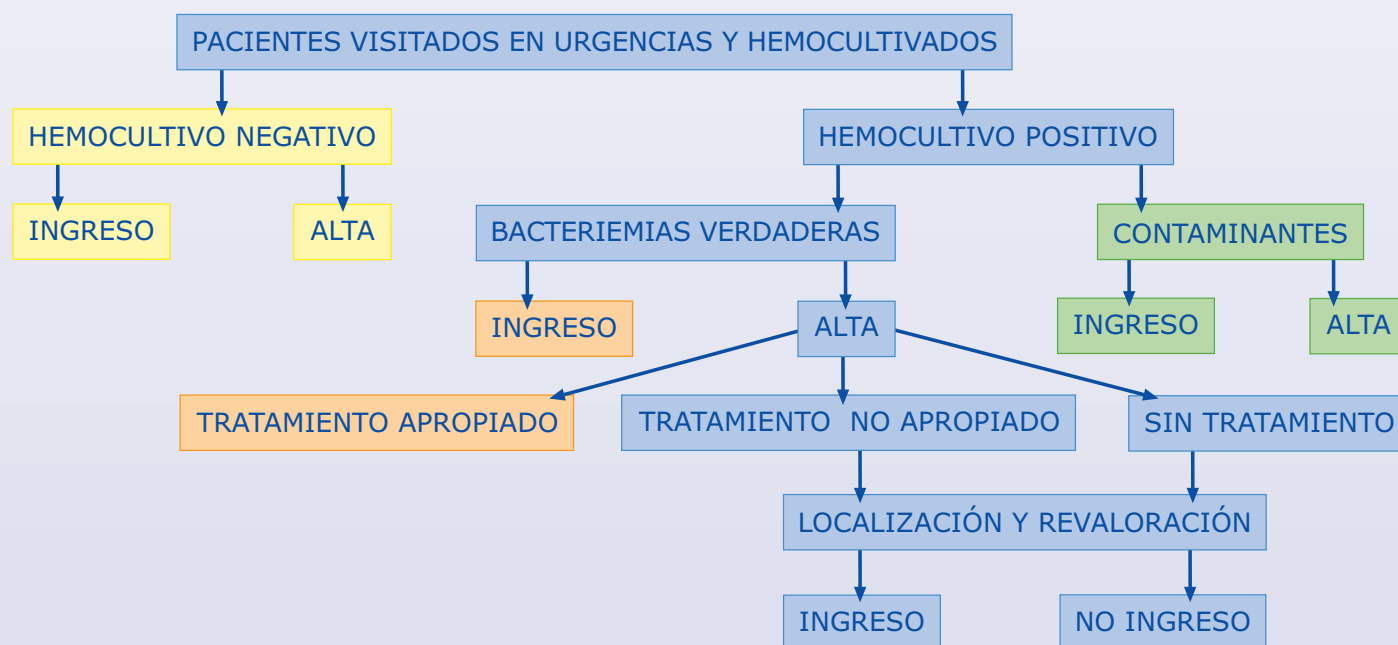 PACIENTES VISITADOS EN URGENCIAS Y HEMOCULTIVADOS
HEMOCULTIVO NEGATIVO
HEMOCULTIVO POSITIVO
INGRESO
ALTA
BACTERIEMIAS VERDADERAS
CONTAMINANTES
INGRESO
ALTA
INGRESO
ALTA
TRATAMIENTO APROPIADO
TRATAMIENTO NO APROPIADO
SIN TRATAMIENTO
LOCALIZACIÓN Y REVALORACIÓN
INGRESO
NO INGRESO